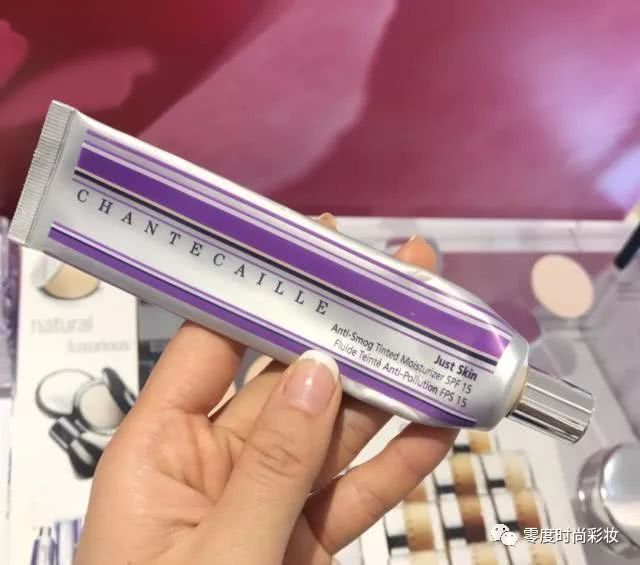 CHANTECAILLE
Just Skin
Anti-Smog Tinted Moisturizer SPF 15
Fluide Teinté Anti-Pollution FPS 15
natural
luxurious
零度时尚彩妆